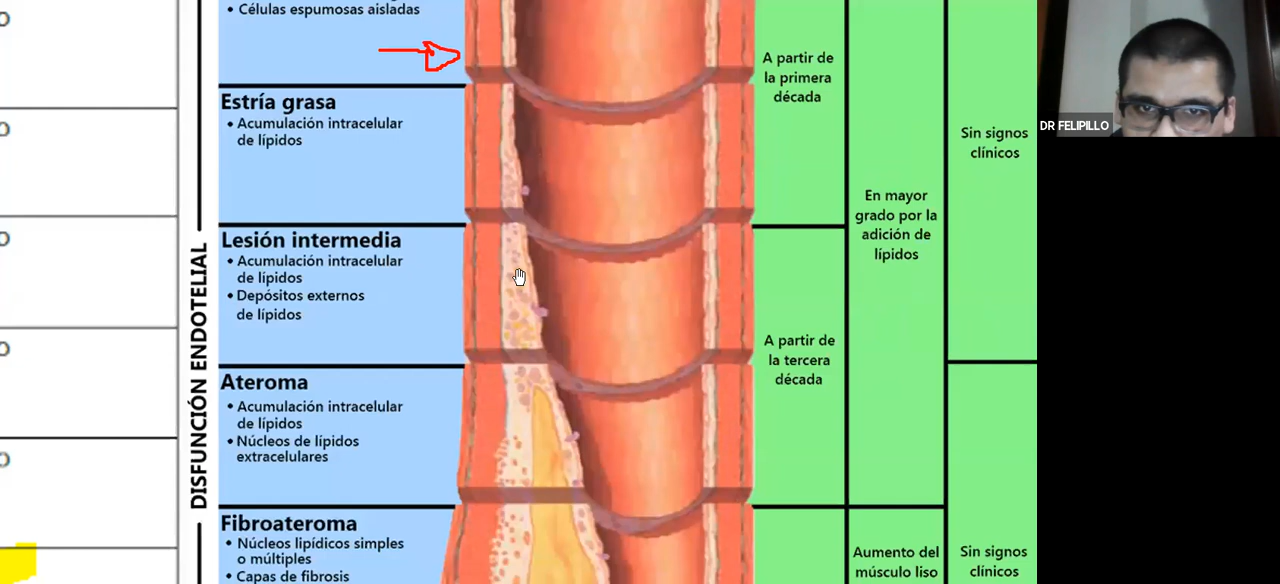 • Células espumosas aisladas
Estría grasa
• Acumulación intracelular
de lípidos
Lesión intermedia
• Acumulación intracelular
de lípidos
• Depósitos externos
de lípidos
Ateroma
• Acumulación intracelular
de lípidos
• Núcleos de lípidos
extracelulares
Fibroateroma
• Núcleos lipídicos simples
o múltiples
• Capas de fibrosis
DISFUNCIÓN ENDOTELIAL
A partir de
la primera
década
A partir de
la tercera
década
En mayor
grado por la
adición de
lípidos
Aumento del
músculo liso
Sin signos
clínicos
Sin signos
clínicos
DR FELIPILLO